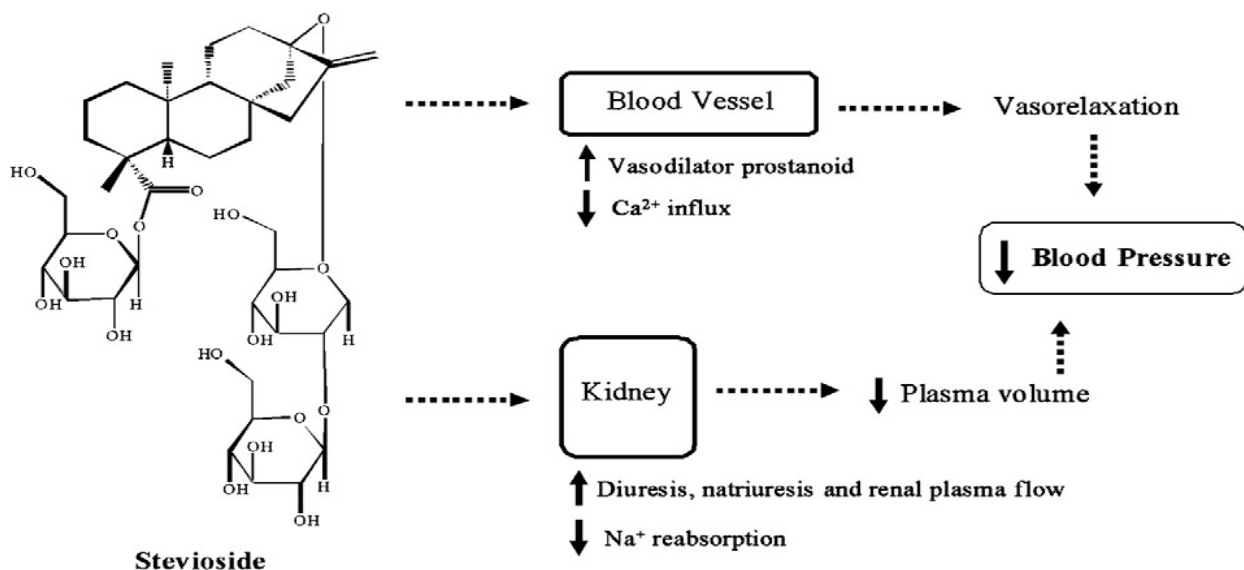 O
H
O
HO
O
O
OH
OH
OH
H
HO
O
OH
OH
O
H
HO
O
OH
OH
OH
H
Stevioside
Blood Vessel
Vasodilator prostanoid
Ca²⁺ influx
Vasorelaxation
Blood Pressure
Kidney
Plasma volume
Diuresis, natriuresis and renal plasma flow
Na⁺ reabsorption